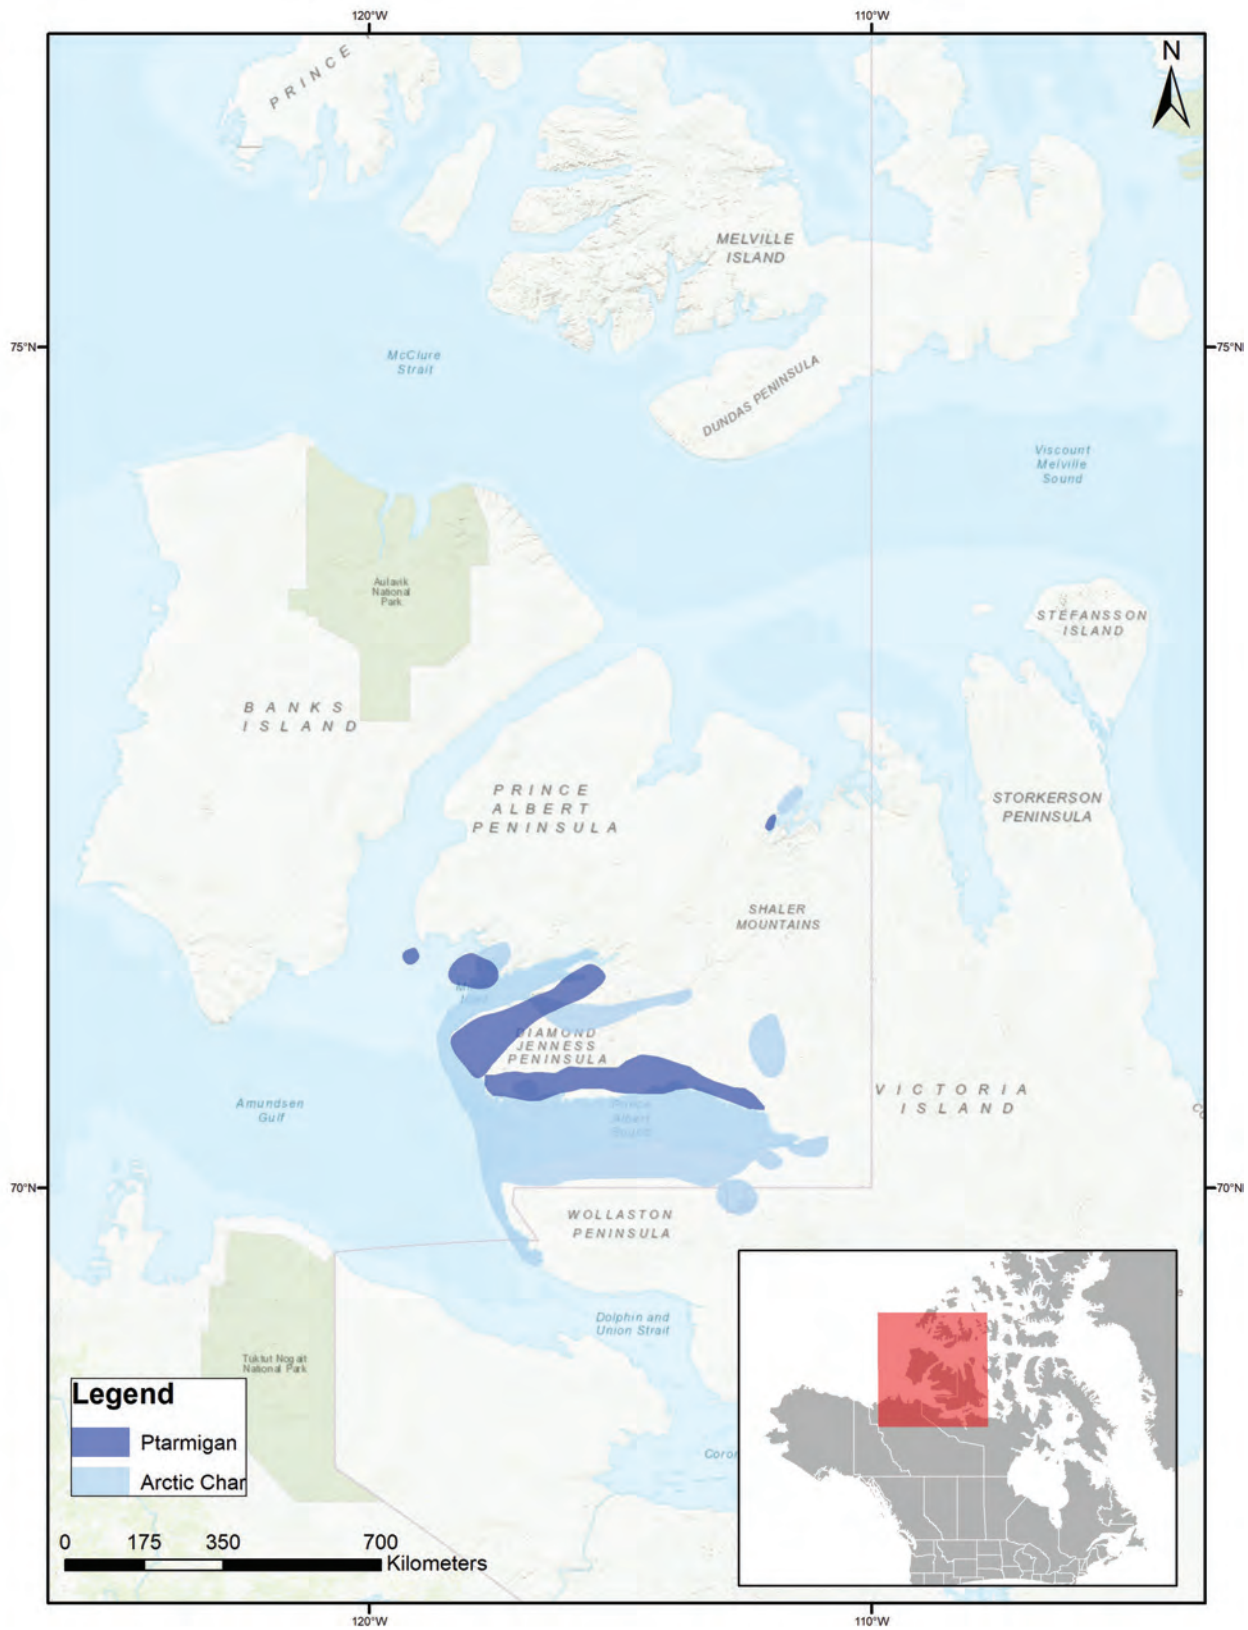 120°W
110°W
N
PRINCE
MELVILLE
ISLAND
75°N
75°N
McClure
Strait
DUNDAS PENINSULA
Viscount
Melville
Sound
Aulavik
National
Park
STEFANSSON
ISLAND
BANKS
ISLAND
PRINCE
ALBERT
PENINSULA
STORKERSON
PENINSULA
SHALER
MOUNTAINS
DIAMOND
JENNESS
PENINSULA
VICTORIA
ISLAND
Amundsen
Gulf
Prince
Albert
Sound
70°N
70°N
WOLLASTON
PENINSULA
Dolphin and
Union Strait
Tuktut Nogait
National Park
Legend
Ptarmigan
Arctic Char
Coron
0 175 350 700
Kilometers
120°W
110°W